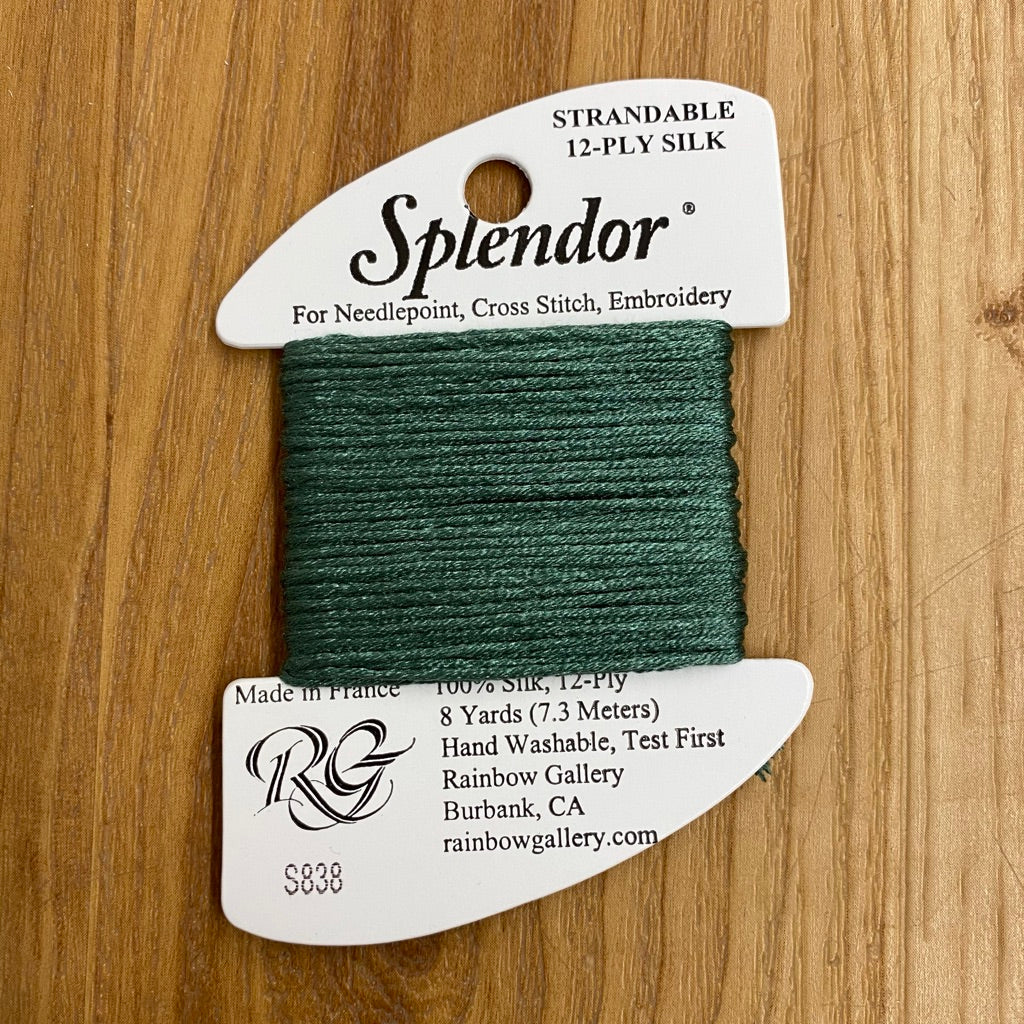 STRANDABLE
12-PLY SILK
Splendor ®
For Needlepoint, Cross Stitch, Embroidery
Made in France
100% Silk, 12-Ply
8 Yards (7.3 Meters)
Hand Washable, Test First
Rainbow Gallery
Burbank, CA
rainbowgallery.com
RG
S838